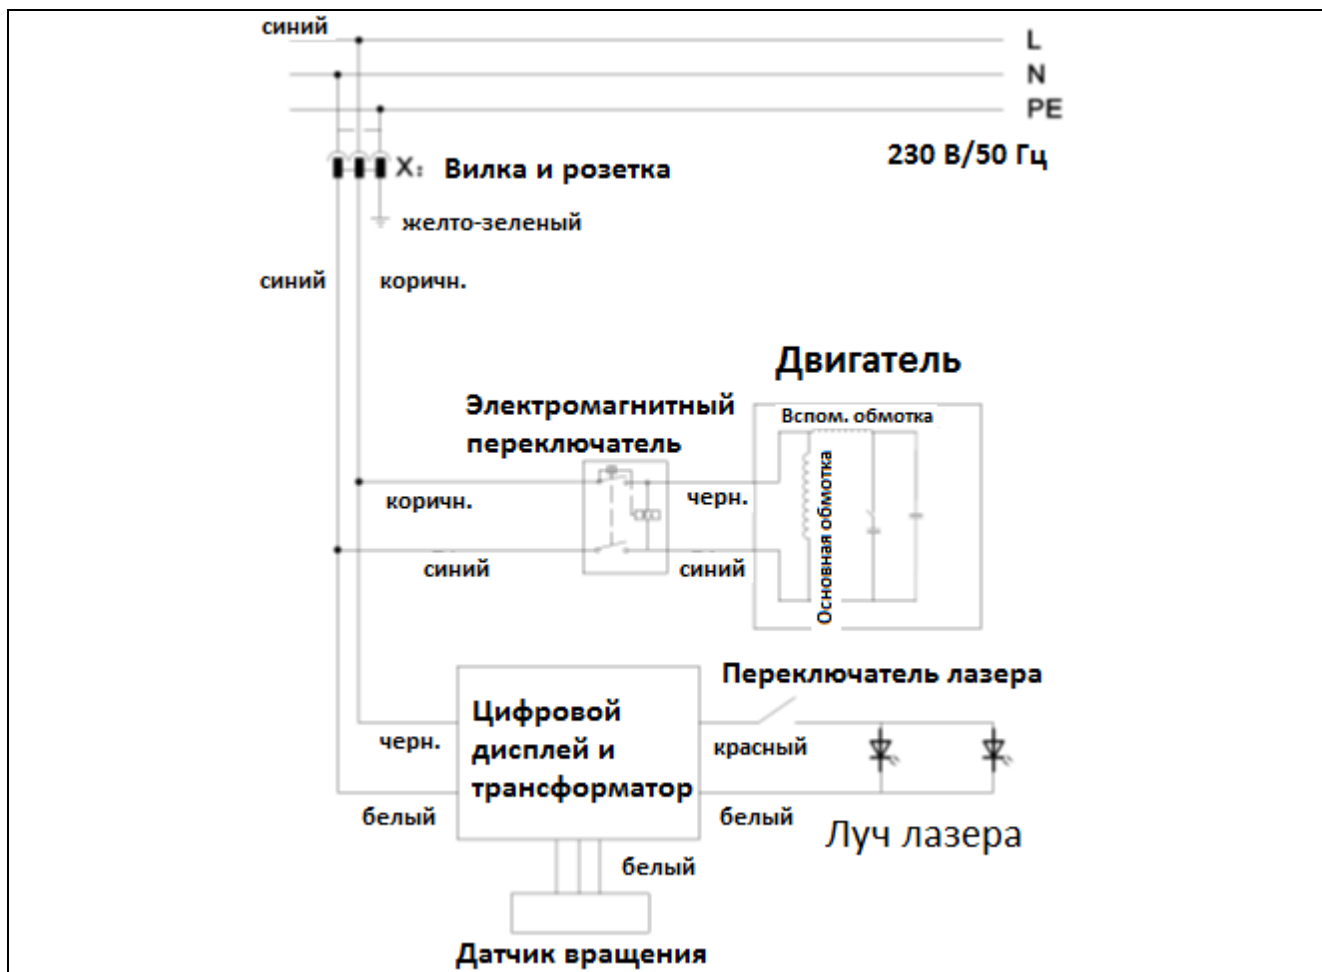 синий
L
N
PE
230 В/50 Гц
X: Вилка и розетка
желто-зеленый
синий
коричн.
Двигатель
Электромагнитный
переключатель
Вспом. обмотка
Основная обмотка
коричн.
черн.
синий
синий
Переключатель лазера
Цифровой
дисплей и
трансформатор
черн.
красный
белый
белый
Луч лазера
белый
Датчик вращения